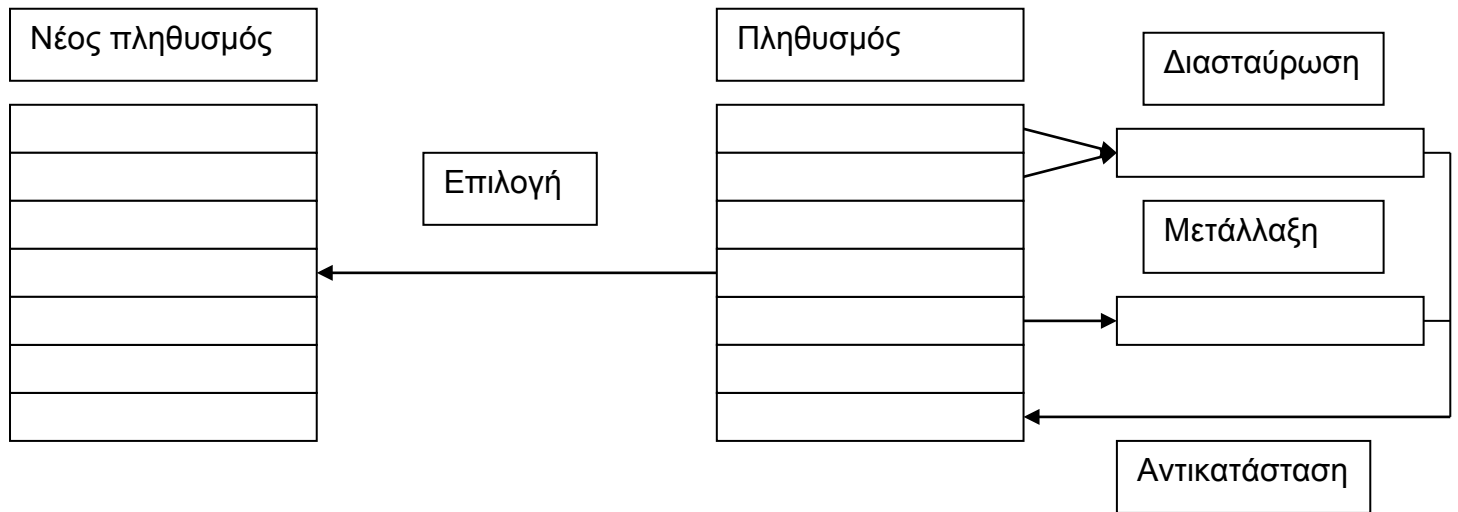 Νέος πληθυσμός
Πληθυσμός
Διασταύρωση
Επιλογή
Μετάλλαξη
Αντικατάσταση